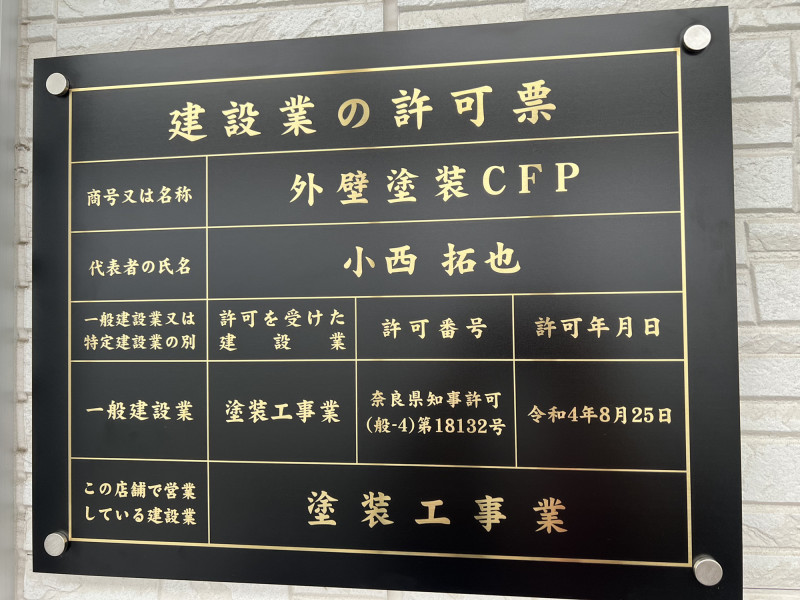 建設業の許可票
商号又は名称
外壁塗装CFP
代表者の氏名
小西 拓也
一般建設業又は
特定建設業の別
許可を受けた
建設業
許可番号
許可年月日
一般建設業
塗装工事業
奈良県知事許可
(般-4)第18132号
令和4年8月25日
この店舗で営業
している建設業
塗装工事業